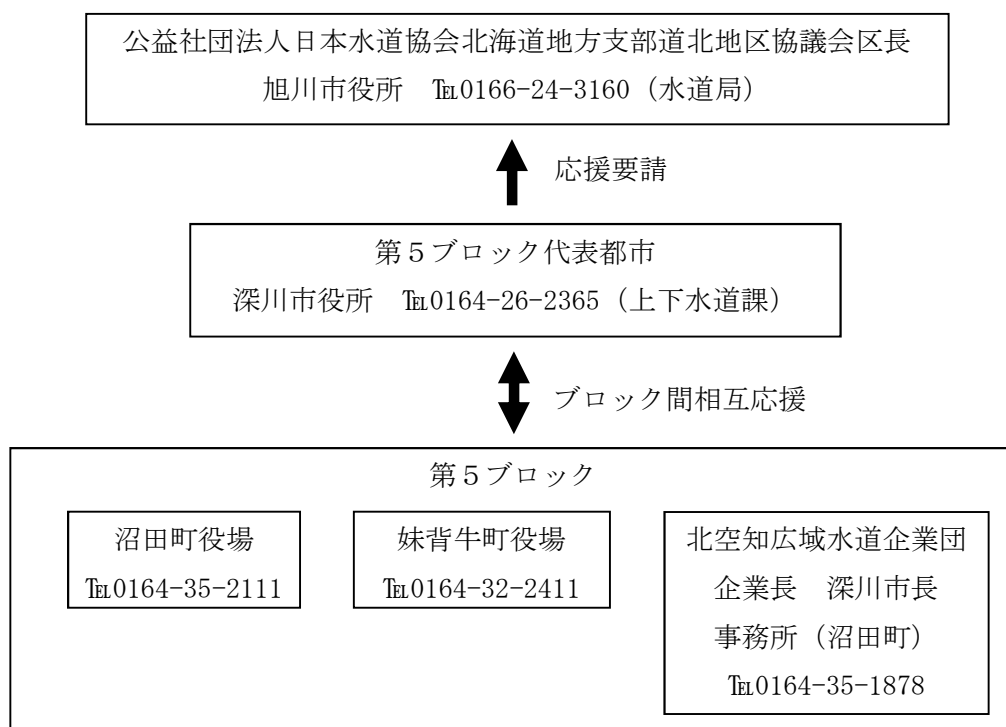 公益社団法人日本水道協会北海道地方支部道北地区協議会区長
旭川市役所　℡0166-24-3160（水道局）
応援要請
第５ブロック代表都市
深川市役所　℡0164-26-2365（上下水道課）
ブロック間相互応援
第５ブロック
沼田町役場
℡0164-35-2111
妹背牛町役場
℡0164-32-2411
北空知広域水道企業団
企業長　深川市長
事務所（沼田町）
℡0164-35-1878